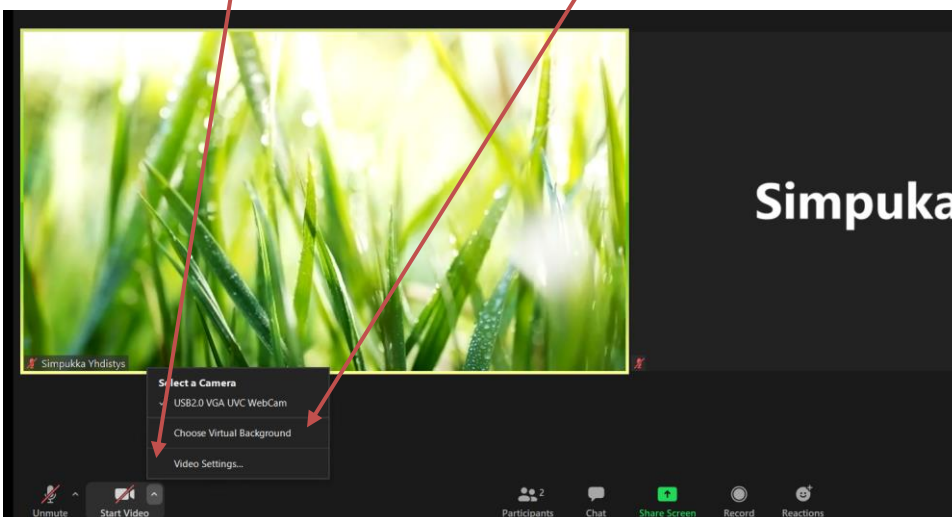 Simpuka
Simpukka Yhdistys
Select a Camera
USB2.0 VGA UVC WebCam
Choose Virtual Background
Video Settings...
Unmute
Start Video
2
Participants
Chat
Share Screen
Record
Reactions